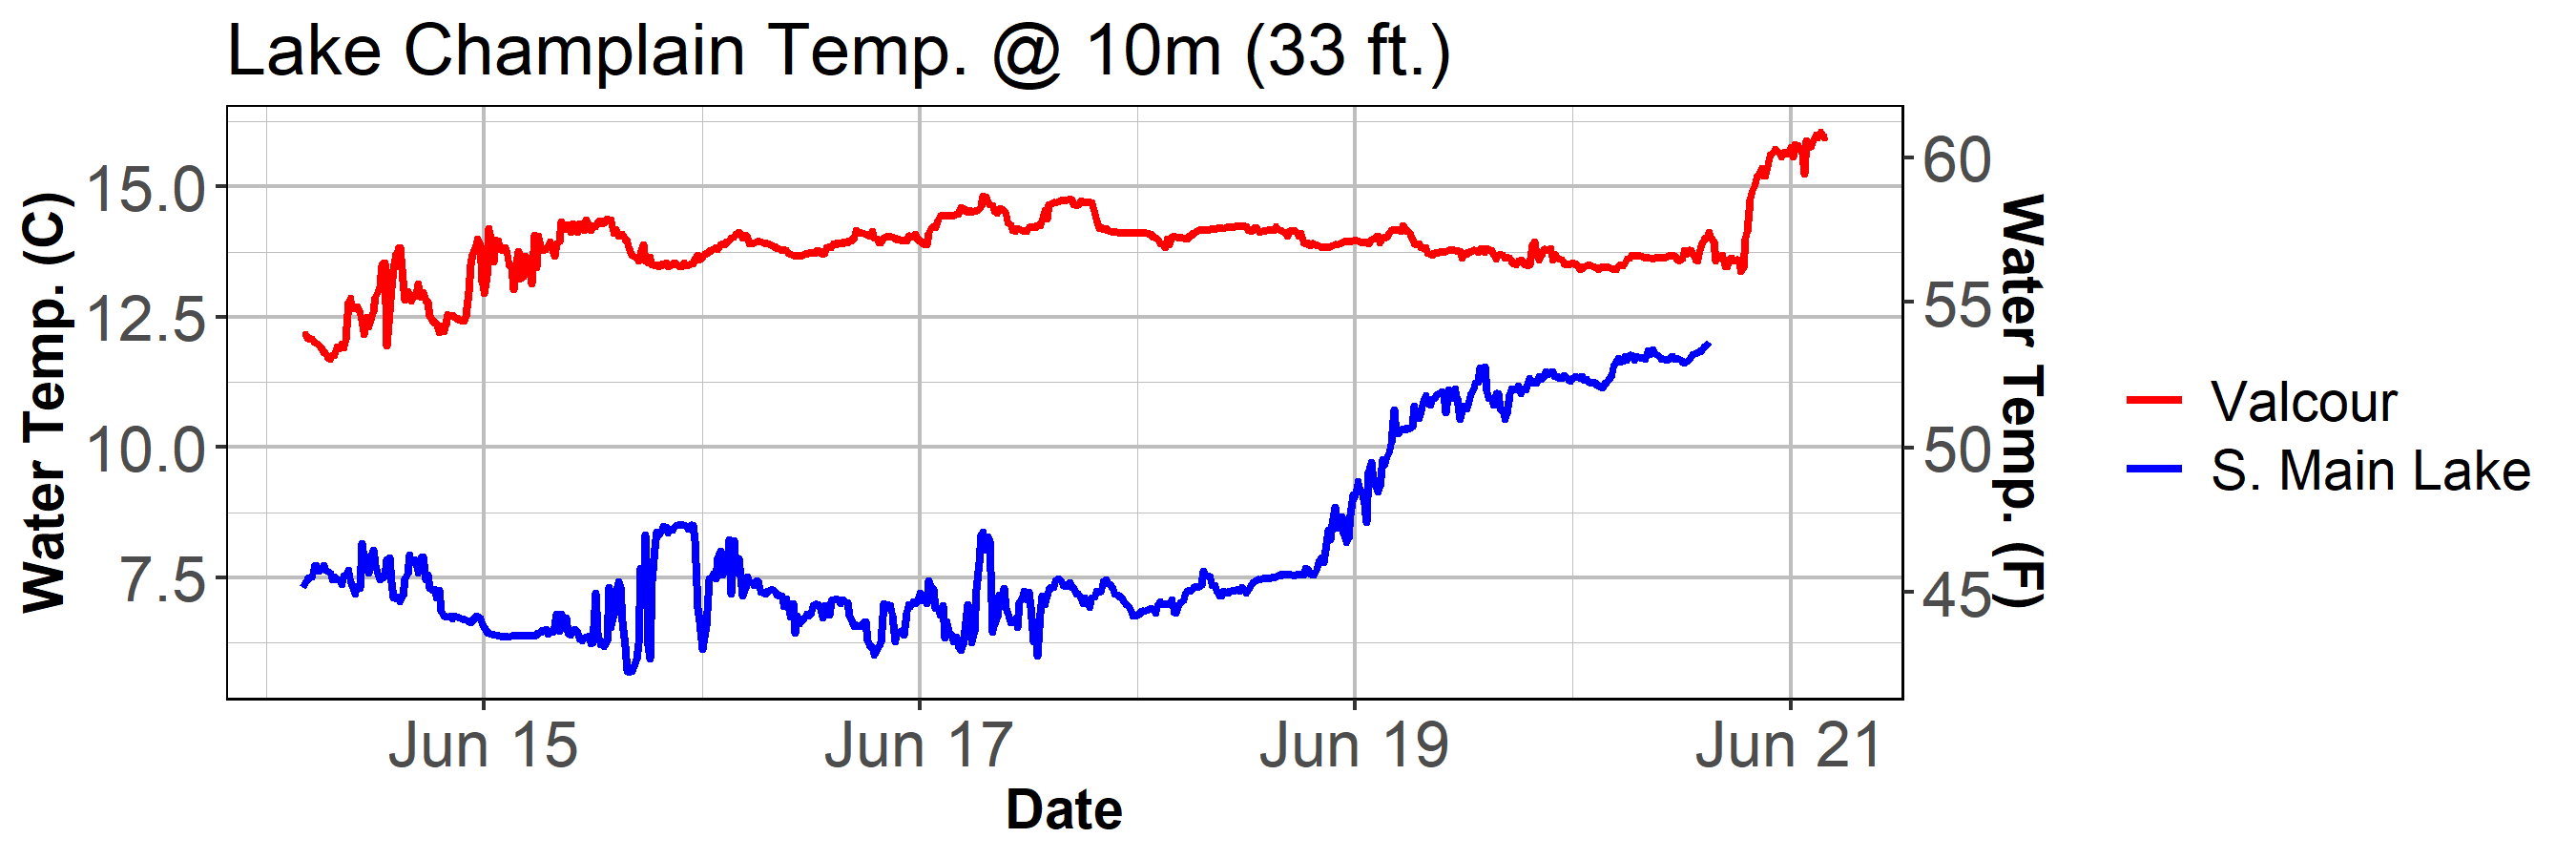 Lake Champlain Temp. @ 10m (33 ft.)
Water Temp. (C)
15.0
12.5
10.0
7.5
60
55
50
45
Water Temp. (F)
Jun 15
Jun 17
Jun 19
Jun 21
Date
Valcour
S. Main Lake